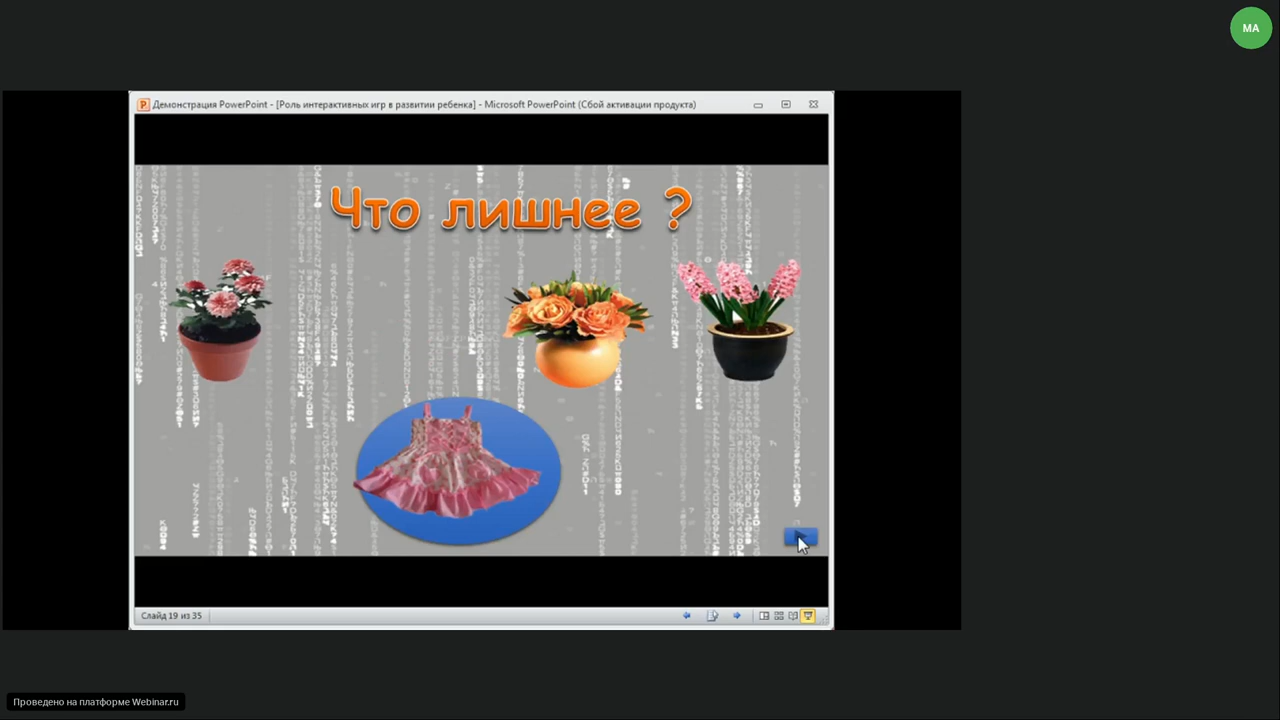 МА
Демонстрация PowerPoint - [Роль интерактивных игр в развитии ребенка] - Microsoft PowerPoint (Сбой активации продукта)
Что лишнее ?
Слайд 19 из 35
Проведено на платформе Webinar.ru